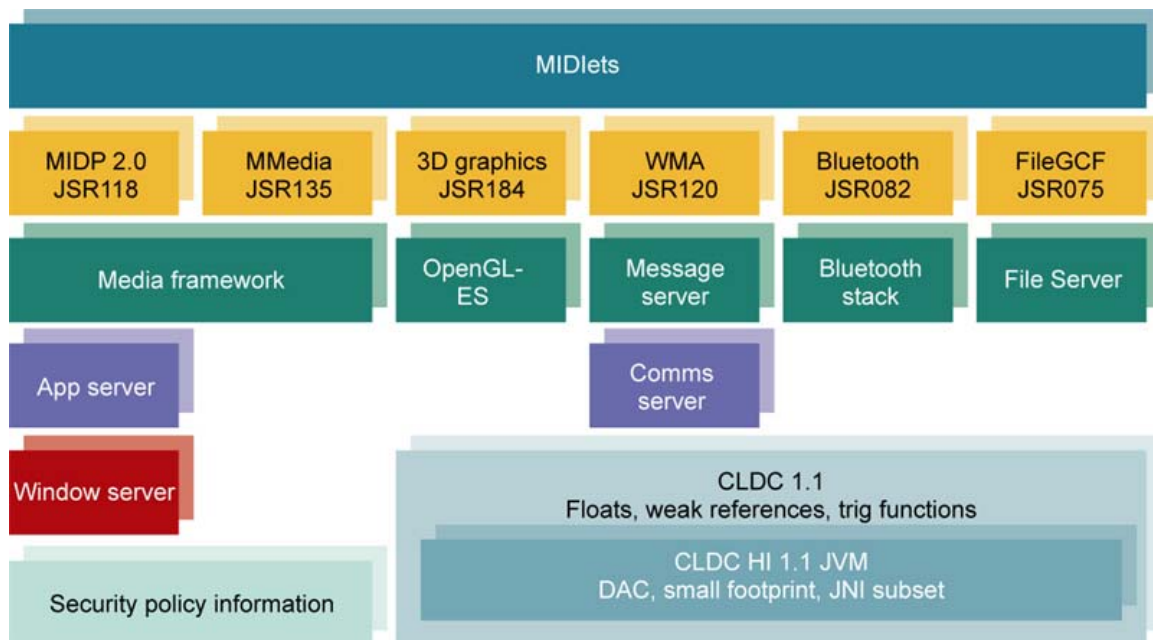 MIDIets
MIDP 2.0
JSR118
MMedia
JSR135
3D graphics
JSR184
WMA
JSR120
Bluetooth
JSR082
FileGCF
JSR075
Media framework
OpenGL-
ES
Message
server
Bluetooth
stack
File Server
App server
Comms
server
Window server
CLDC 1.1
Floats, weak references, trig functions
CLDC HI 1.1 JVM
DAC, small footprint, JNI subset
Security policy information